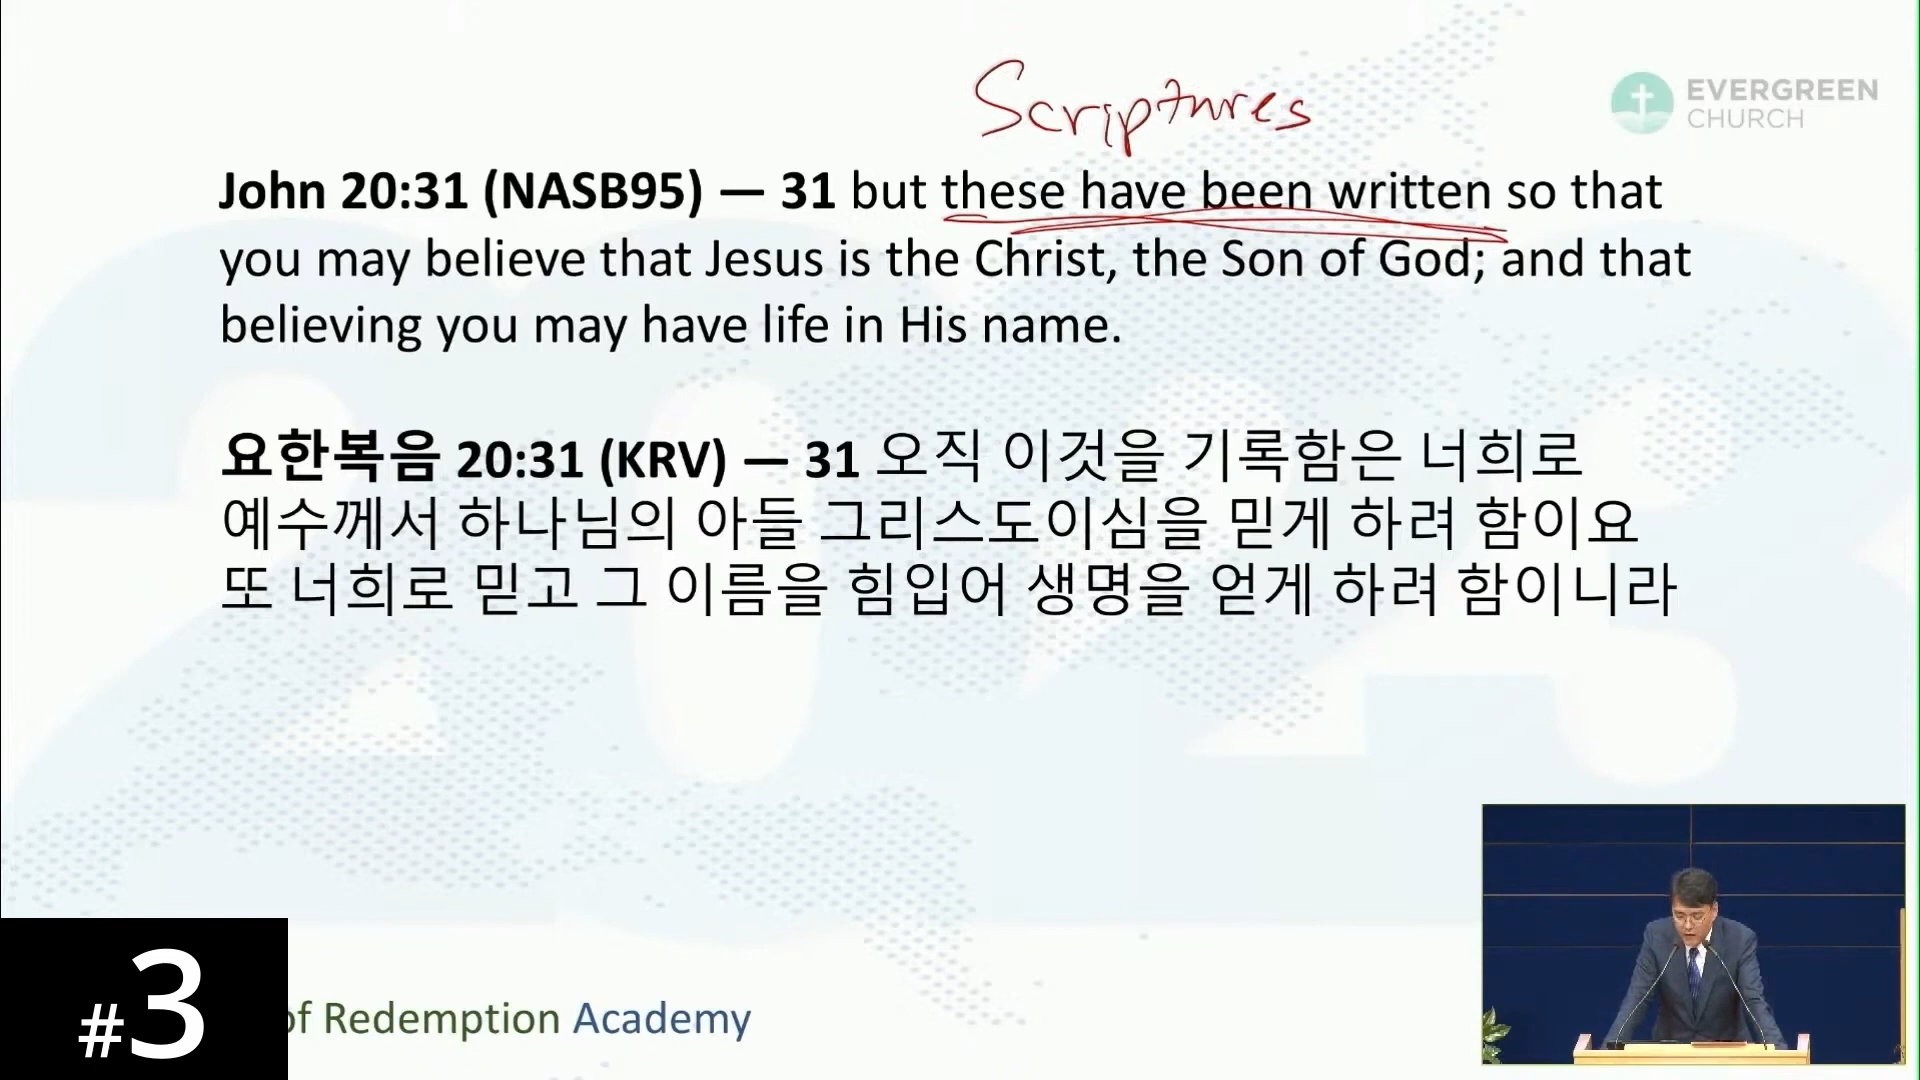 Scriptures
EVERGREEN
CHURCH
John 20:31 (NASB95) — 31 but these have been written so that
you may believe that Jesus is the Christ, the Son of God; and that
believing you may have life in His name.
요한복음 20:31 (KRV) — 31 오직 이것을 기록함은 너희로
예수께서 하나님의 아들 그리스도이심을 믿게 하려 함이요
또 너희로 믿고 그 이름을 힘입어 생명을 얻게 하려 함이니라
#3
of Redemption Academy